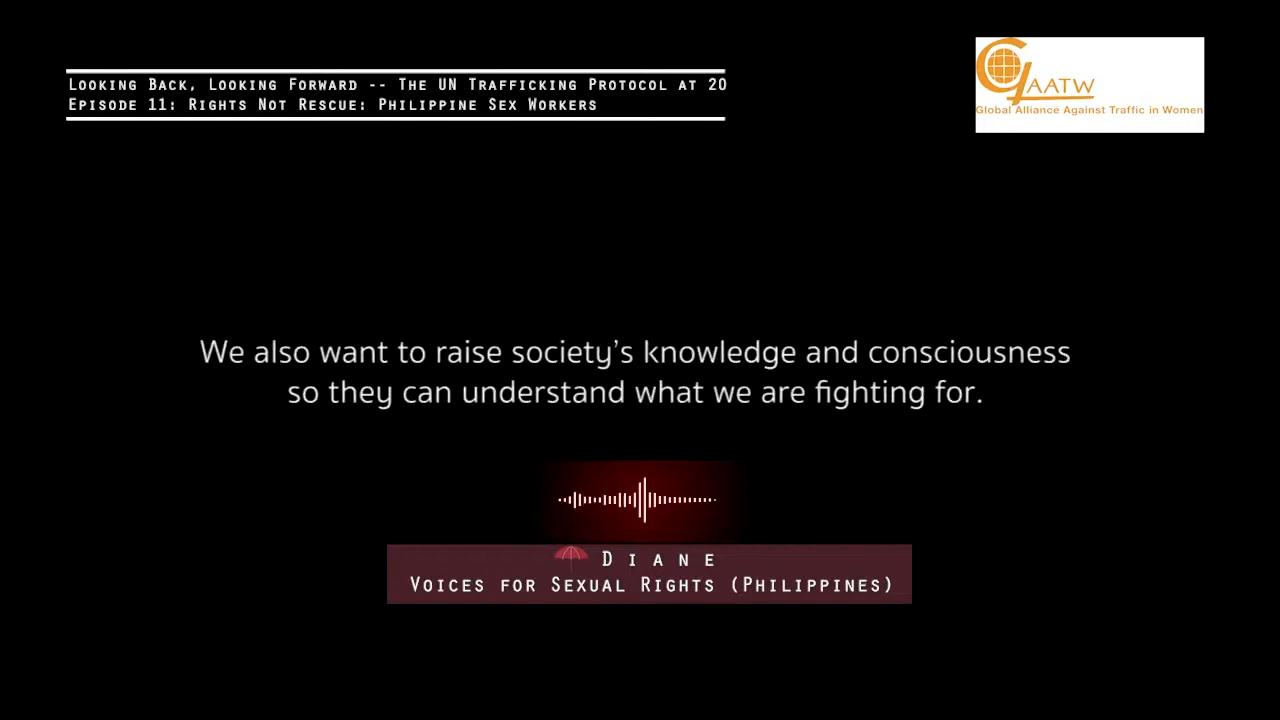 Looking Back, Looking Forward -- The UN Trafficking Protocol at 20
Episode 11: Rights Not Rescue: Philippine Sex Workers
GAATW
Global Alliance Against Traffic in Women
We also want to raise society's knowledge and consciousness
so they can understand what we are fighting for.
Diane
Voices for Sexual Rights (Philippines)